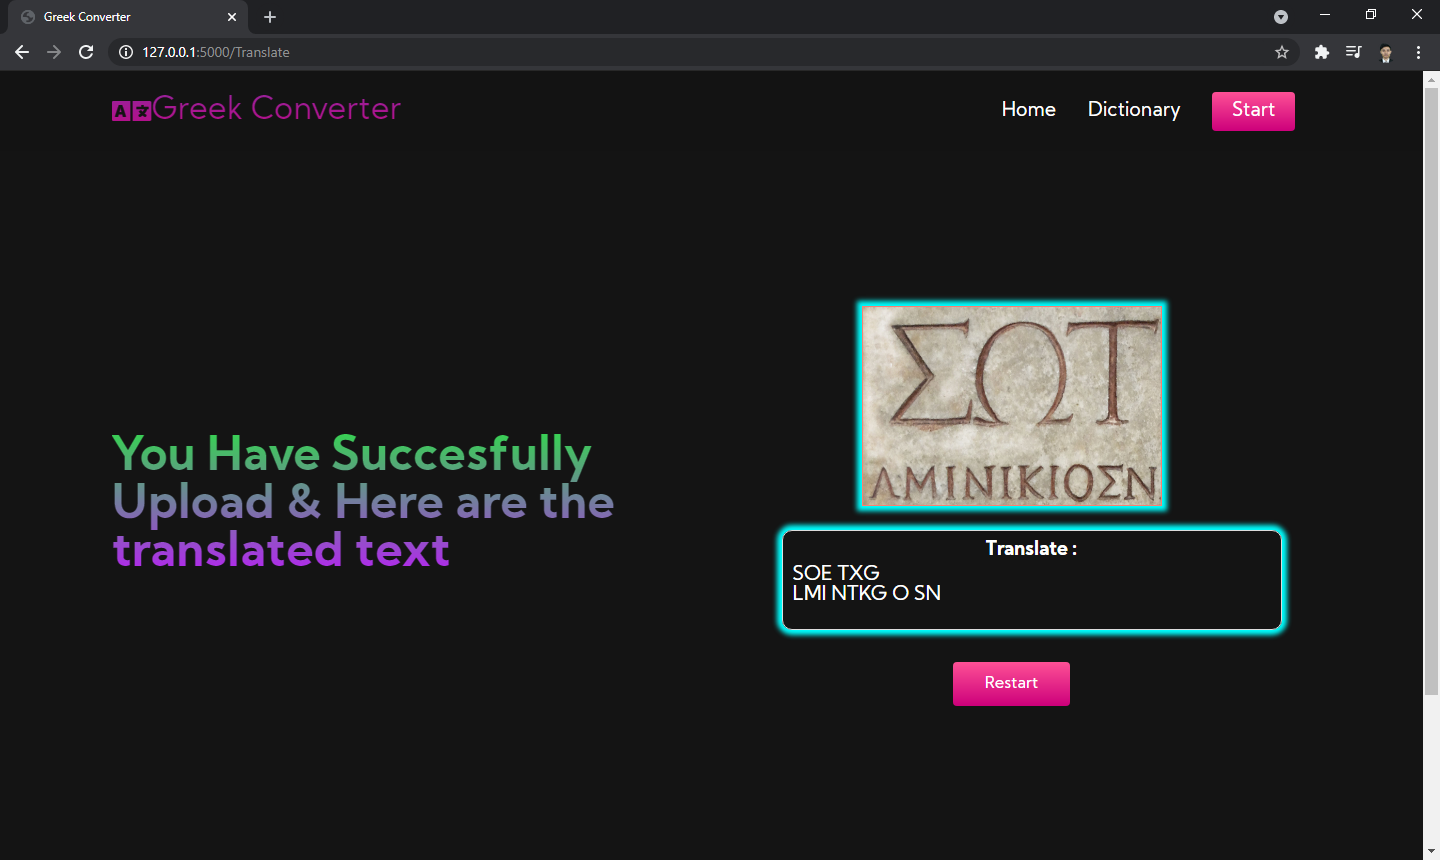 Greek Converter
127.0.0.1:5000/Translate
Greek Converter
Home
Dictionary
Start
ΣΩΤ
ΛΜΙΝΙΚΙΟΣΝ
You Have Succesfully
Upload & Here are the
translated text
Translate :
SOE TXG
LMI NTKG O SN
Restart